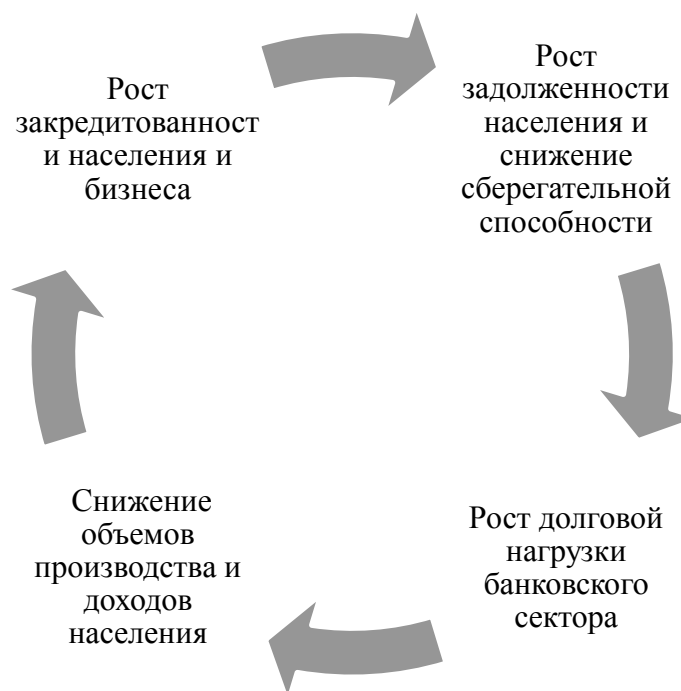 Рост
закредитованност
и населения и
бизнеса
Рост
задолженности
населения и
снижение
сберегательной
способности
Рост долговой
нагрузки
банковского
сектора
Снижение
объемов
производства и
доходов
населения